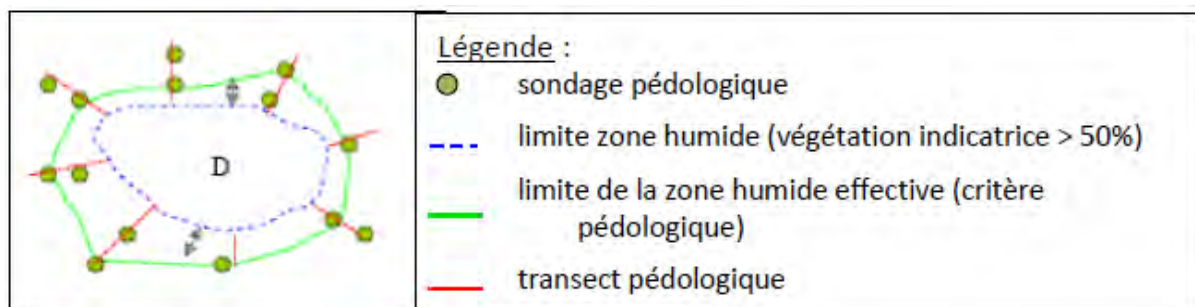 D
Légende :
sondage pédologique
limite zone humide (végétation indicatrice > 50%)
limite de la zone humide effective (critère
pédologique)
transect pédologique